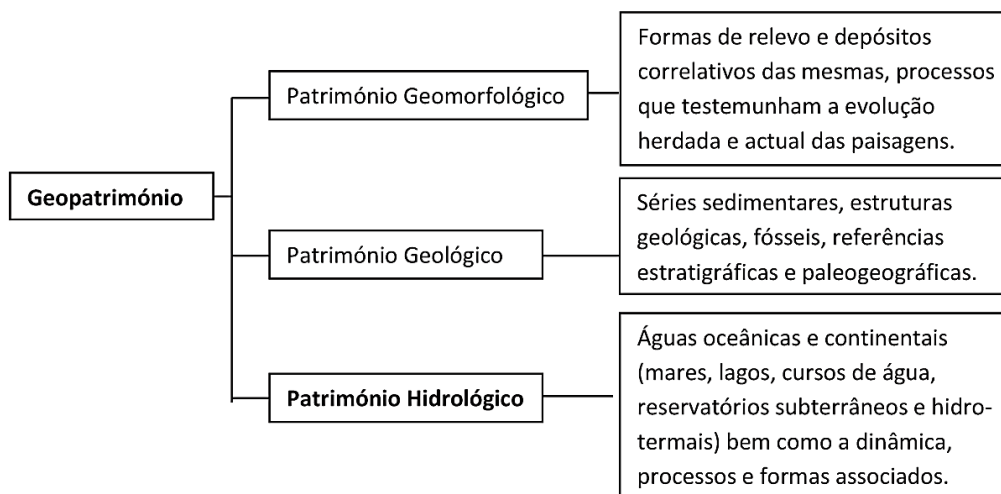 Geopatrimónio
Património Geomorfológico
Formas de relevo e depósitos
correlativos das mesmas, processos
que testemunham a evolução
herdada e actual das paisagens.
Património Geológico
Séries sedimentares, estruturas
geológicas, fósseis, referências
estratigráficas e paleogeográficas.
Património Hidrológico
Águas oceânicas e continentais
(mares, lagos, cursos de água,
reservatórios subterrâneos e hidro-
termais) bem como a dinâmica,
processos e formas associados.